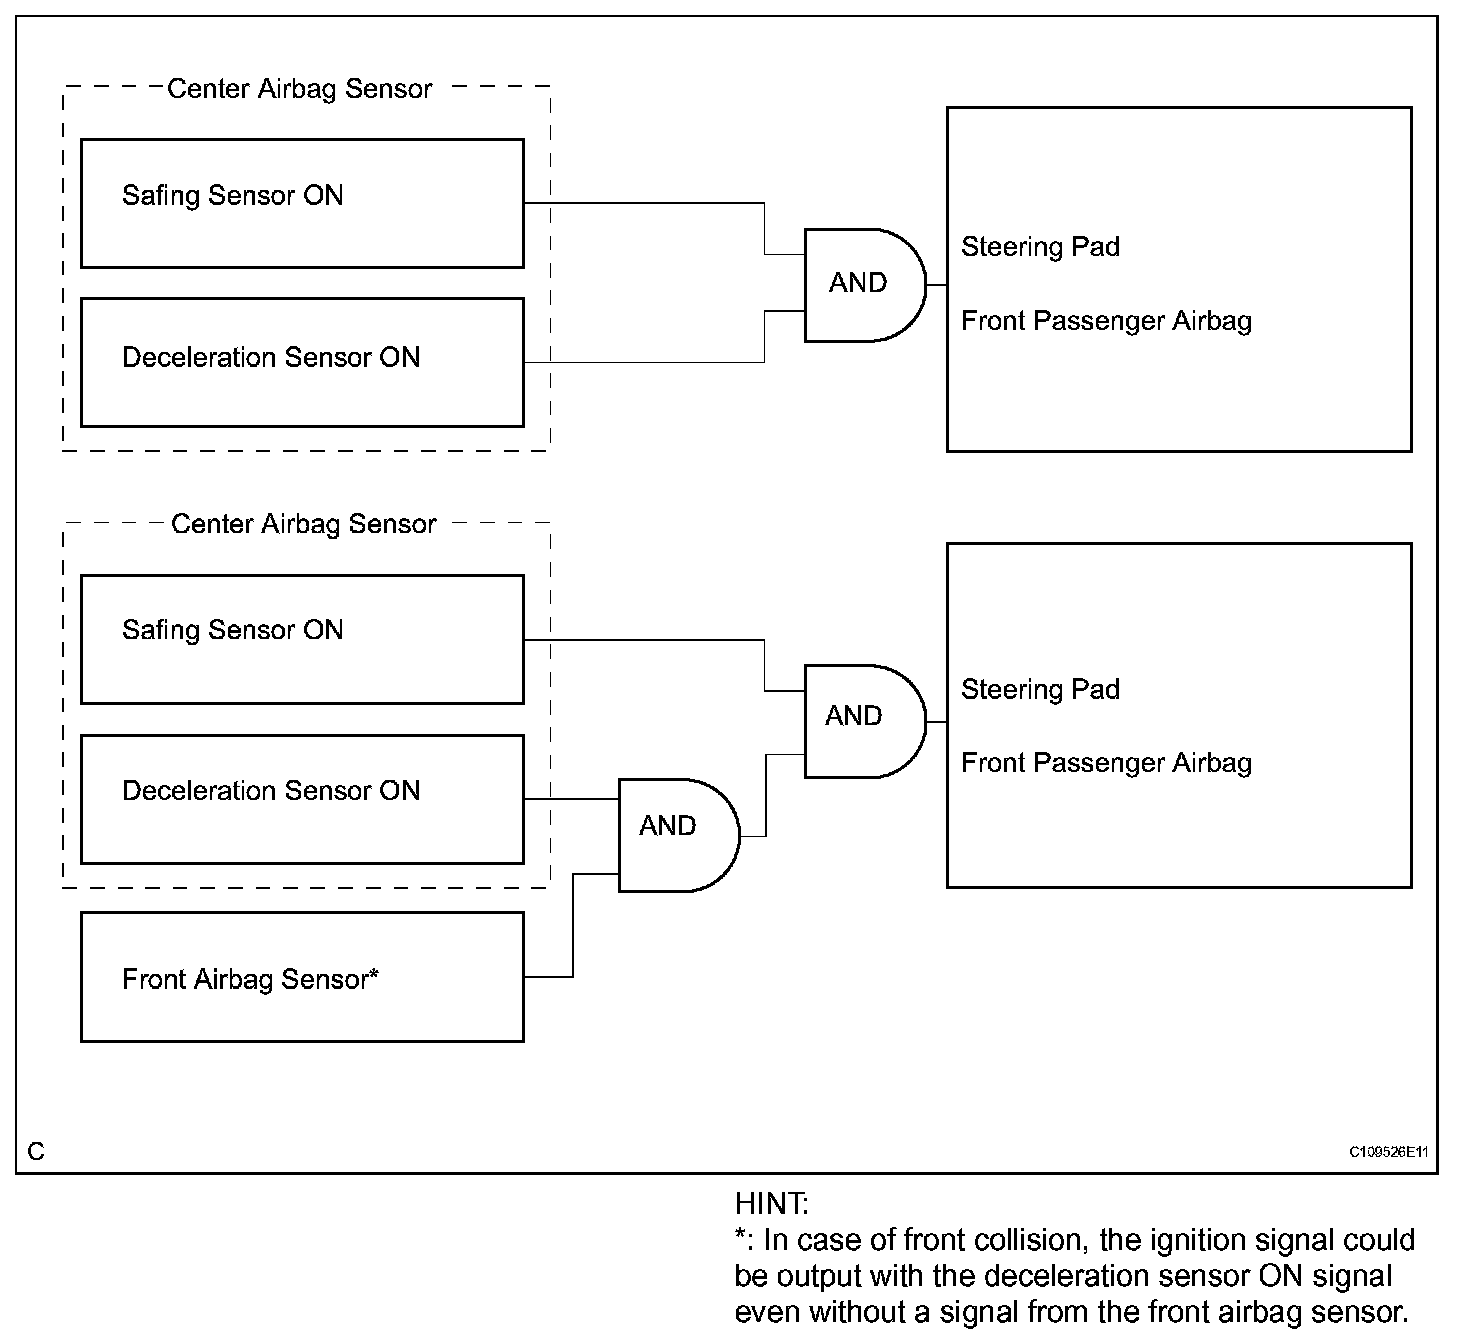 Center Airbag Sensor
Safing Sensor ON
Deceleration Sensor ON
AND
Steering Pad
Front Passenger Airbag
Center Airbag Sensor
Safing Sensor ON
Deceleration Sensor ON
Front Airbag Sensor*
AND
AND
Steering Pad
Front Passenger Airbag
C
C109526E11
HINT:
*: In case of front collision, the ignition signal could
be output with the deceleration sensor ON signal
even without a signal from the front airbag sensor.